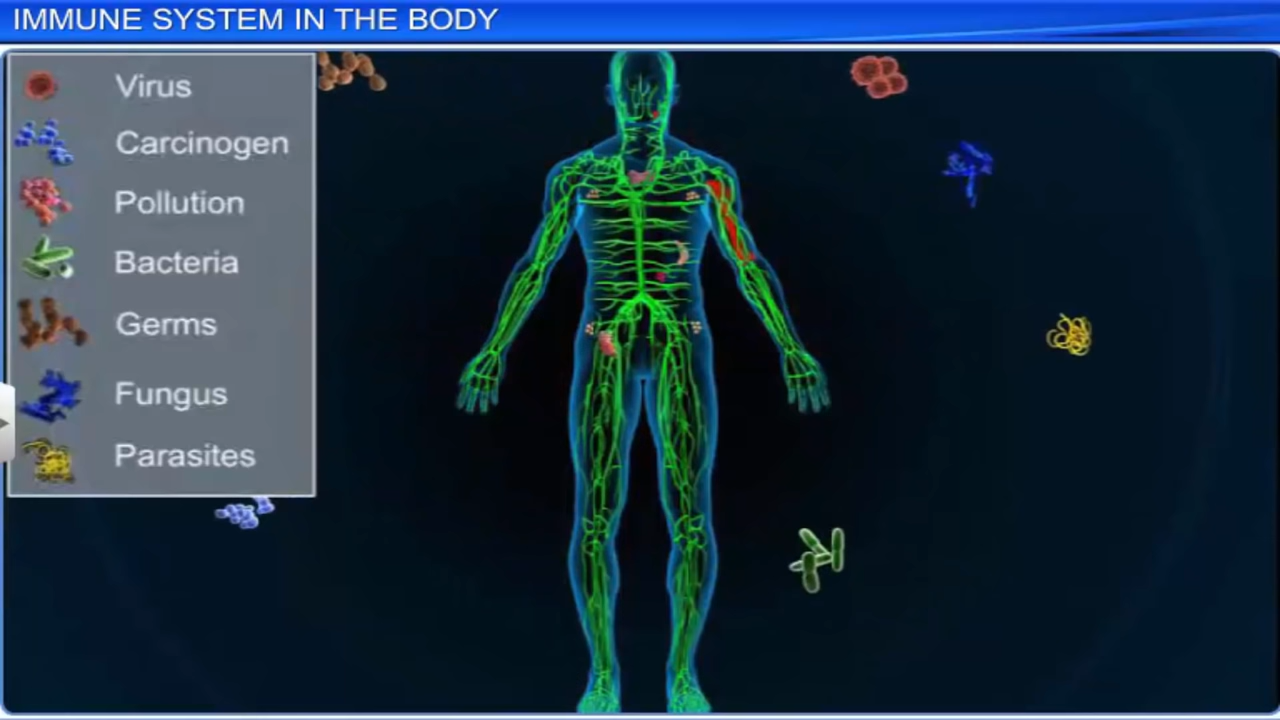 IMMUNE SYSTEM IN THE BODY
Virus
Carcinogen
Pollution
Bacteria
Germs
Fungus
Parasites